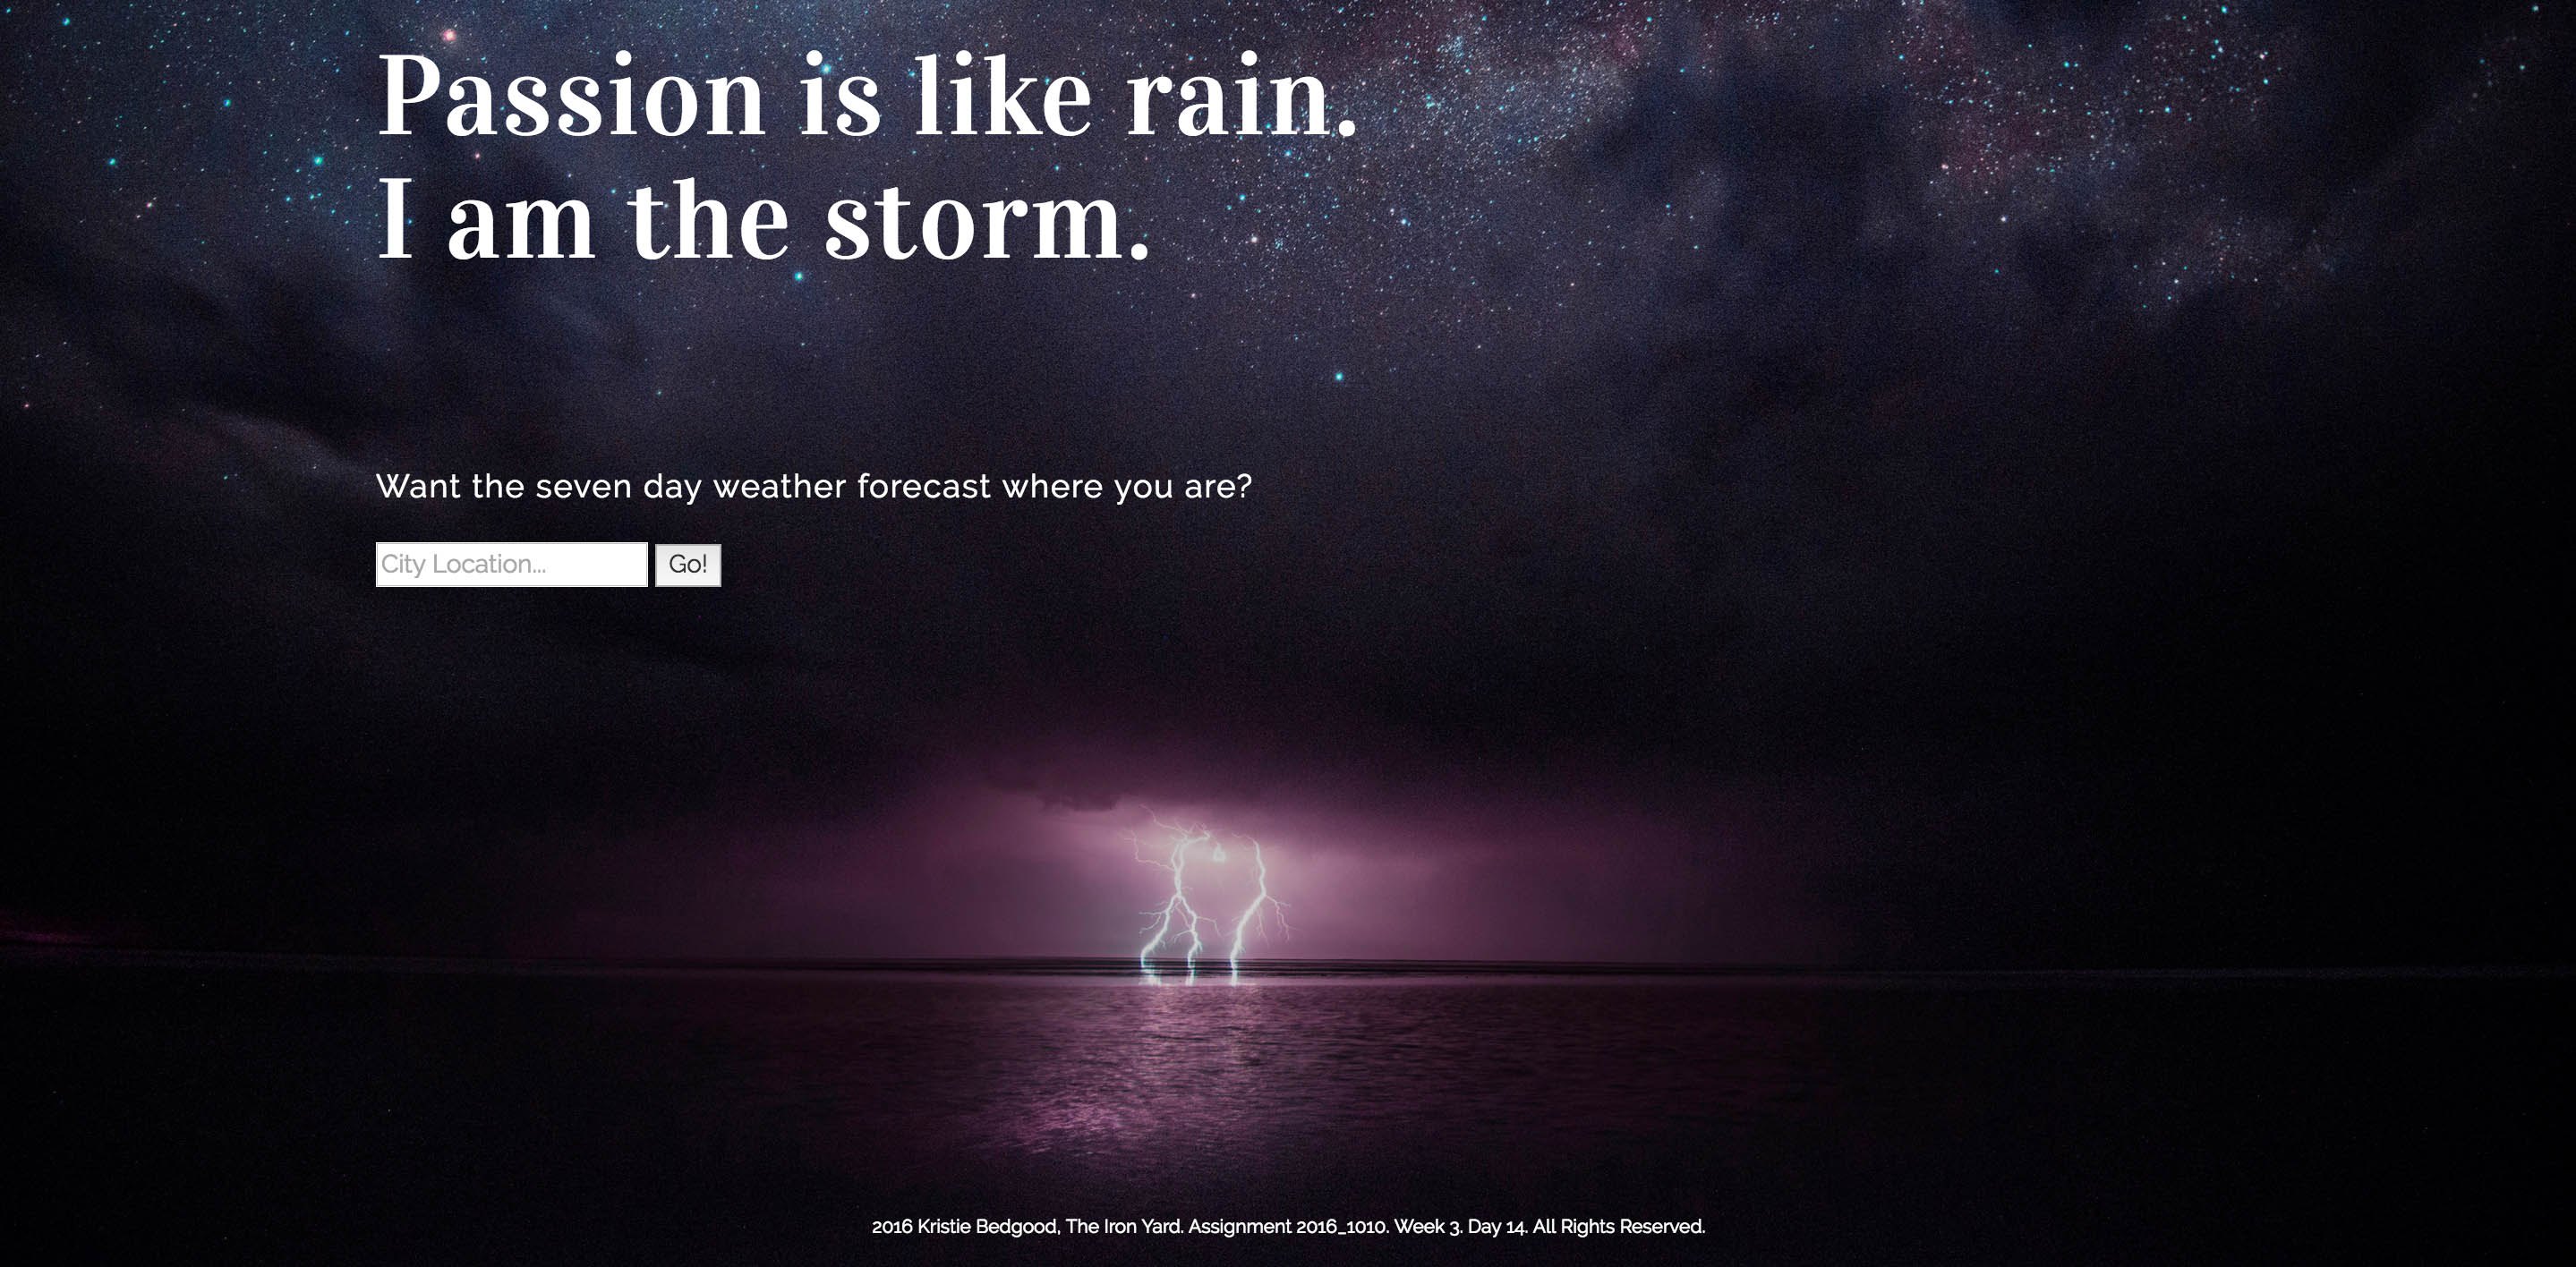 Passion is like rain.
I am the storm.
Want the seven day weather forecast where you are?
City Location...
Go!
2016 Kristie Bedgood, The Iron Yard. Assignment 2016_1010. Week 3. Day 14. All Rights Reserved.